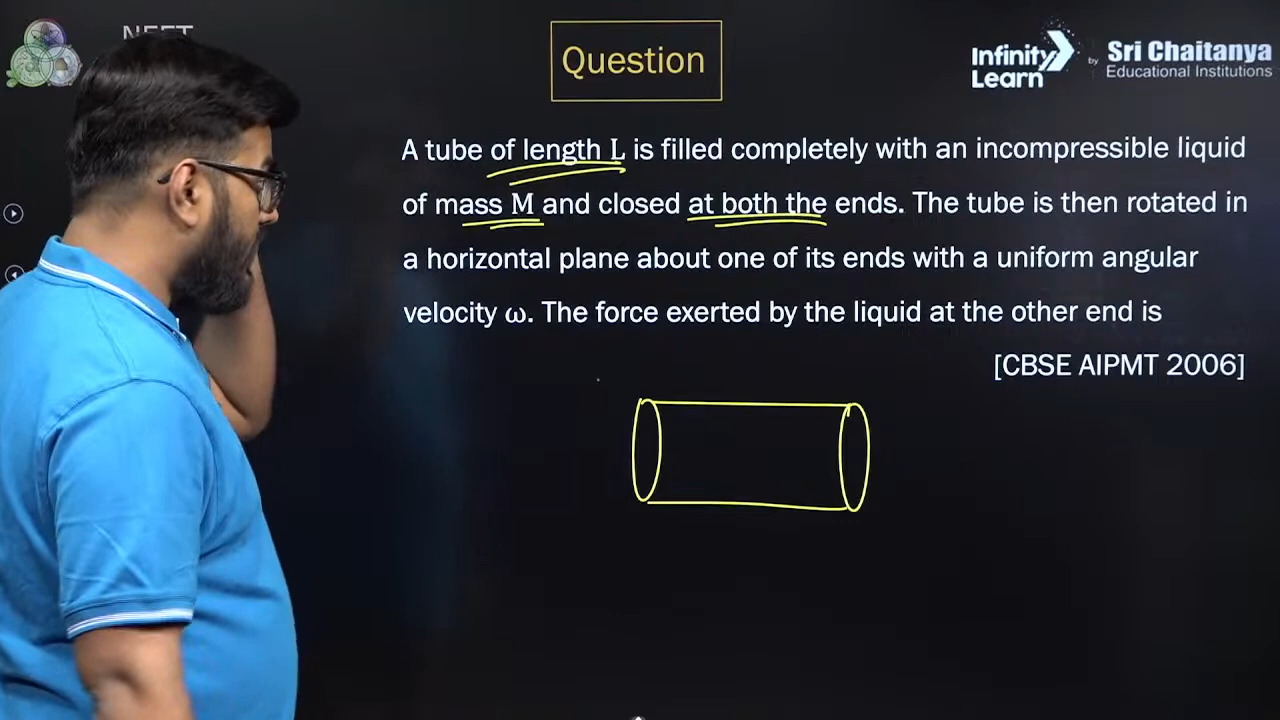 NEET
Question
Infinity Learn by Sri Chaitanya Educational Institutions
A tube of length L is filled completely with an incompressible liquid
of mass M and closed at both the ends. The tube is then rotated in
a horizontal plane about one of its ends with a uniform angular
velocity ω. The force exerted by the liquid at the other end is
[CBSE AIPMT 2006]